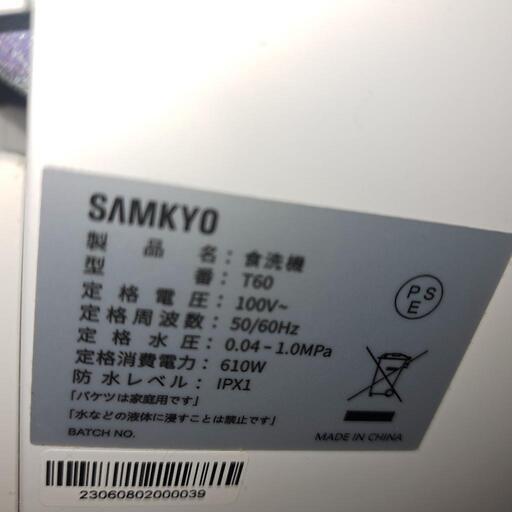 SAMKYO
製品名: 食洗機
型番: T60
定格電圧: 100V~
定格周波数: 50/60Hz
定格水圧: 0.04-1.0MPa
定格消費電力: 610W
防水レベル: IPX1
「バケツは家庭用です」
「水などの液体に浸すことは禁止です」
BATCH NO.
PSE
MADE IN CHINA
23060802000039